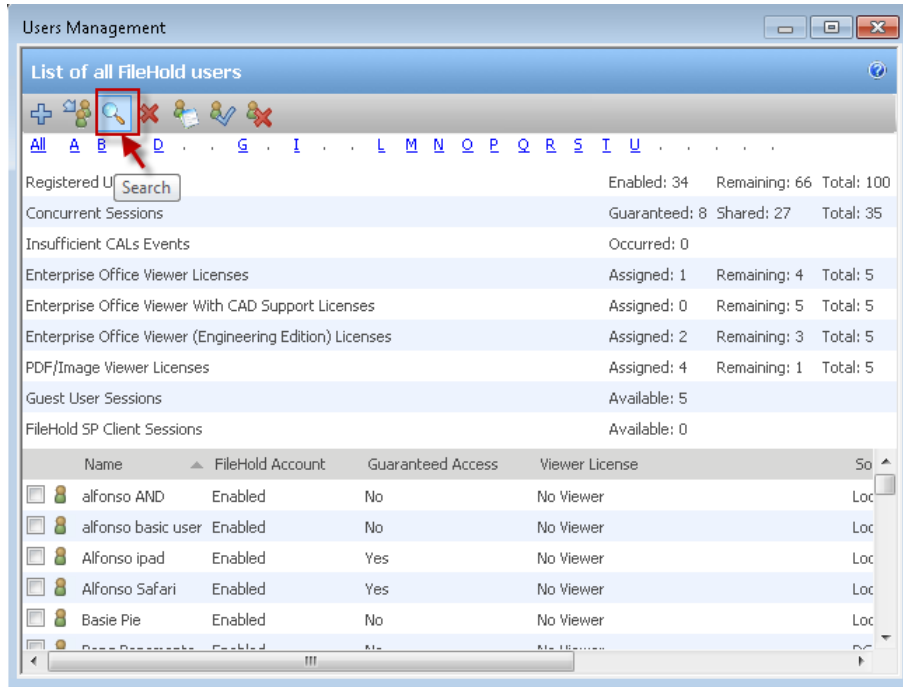 Users Management
List of all FileHold users
All A B D . . G . I . . L M N O P Q R S T U . . . . .
Registered U Enabled: 34 Remaining: 66 Total: 100
Search
Concurrent Sessions Guaranteed: 8 Shared: 27 Total: 35
Insufficient CALs Events Occurred: 0
Enterprise Office Viewer Licenses Assigned: 1 Remaining: 4 Total: 5
Enterprise Office Viewer With CAD Support Licenses Assigned: 0 Remaining: 5 Total: 5
Enterprise Office Viewer (Engineering Edition) Licenses Assigned: 2 Remaining: 3 Total: 5
PDF/Image Viewer Licenses Assigned: 4 Remaining: 1 Total: 5
Guest User Sessions Available: 5
FileHold SP Client Sessions Available: 0
Name FileHold Account Guaranteed Access Viewer License So
alfonso AND Enabled No No Viewer Loc
alfonso basic user Enabled No No Viewer Loc
Alfonso ipad Enabled Yes No Viewer Loc
Alfonso Safari Enabled Yes No Viewer Loc
Basie Pie Enabled No No Viewer Loc